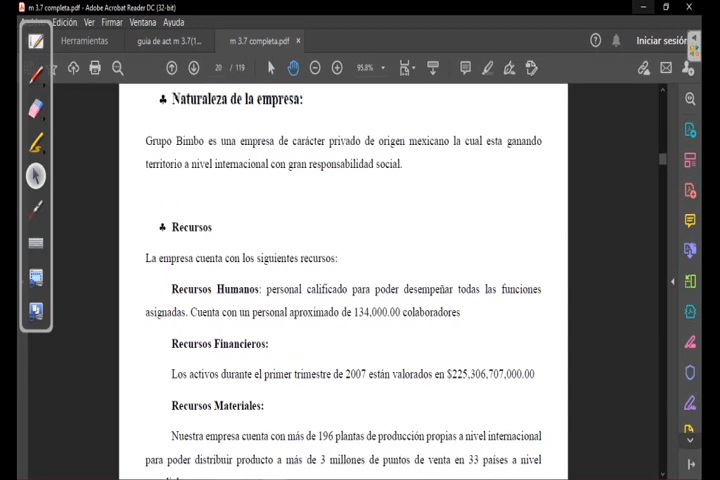 m 3.7 completa.pdf - Adobe Acrobat Reader DC (32-bit)
Edición Ver Firmar Ventana Ayuda
Herramientas guia de act m 3.7(1... m 3.7 completa.pdf × Iniciar sesión
20 / 119 95.8%
♣ Naturaleza de la empresa:
Grupo Bimbo es una empresa de carácter privado de origen mexicano la cual esta ganando
territorio a nivel internacional con gran responsabilidad social.
♣ Recursos
La empresa cuenta con los siguientes recursos:
Recursos Humanos: personal calificado para poder desempeñar todas las funciones
asignadas. Cuenta con un personal aproximado de 134,000.00 colaboradores
Recursos Financieros:
Los activos durante el primer trimestre de 2007 están valorados en $225,306,707,000.00
Recursos Materiales:
Nuestra empresa cuenta con más de 196 plantas de producción propias a nivel internacional
para poder distribuir producto a más de 3 millones de puntos de venta en 33 países a nivel